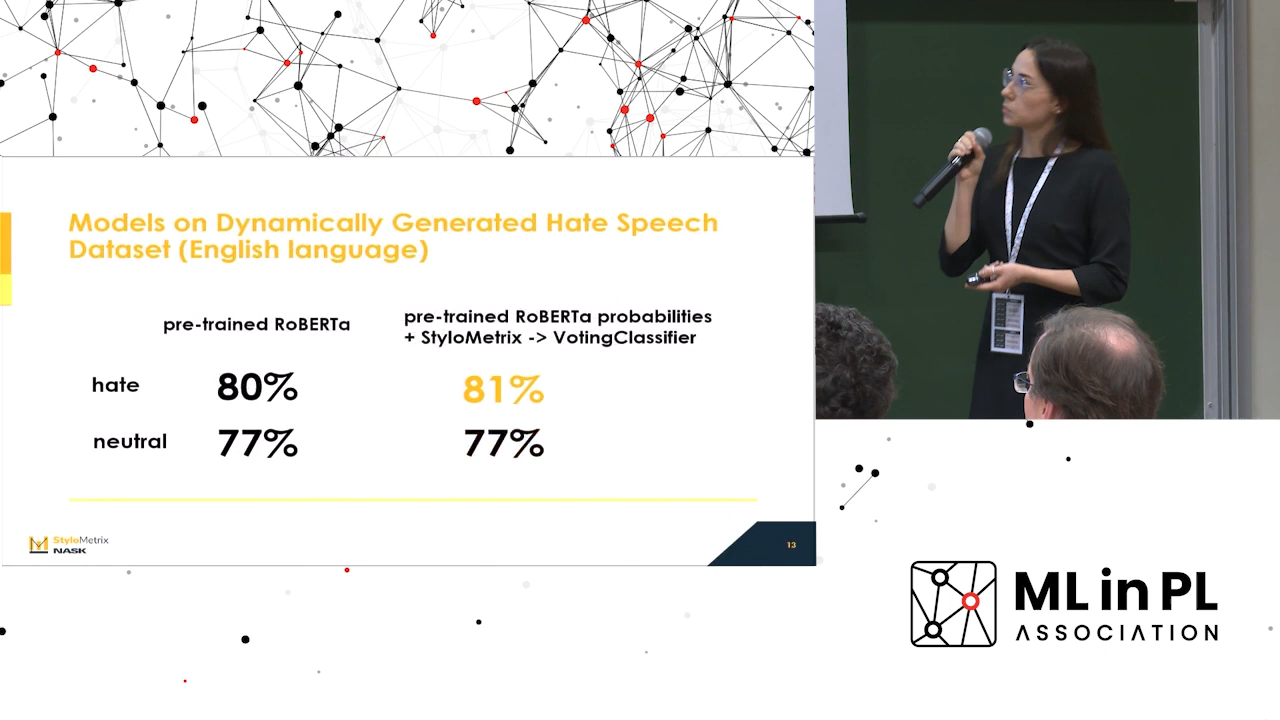 Models on Dynamically Generated Hate Speech
Dataset (English language)
pre-trained RoBERTa
pre-trained RoBERTa probabilities
+ StyloMetrix -> VotingClassifier
hate
80%
81%
neutral
77%
77%
StyloMetrix
NASK
13
ML in PL
ASSOCIATION